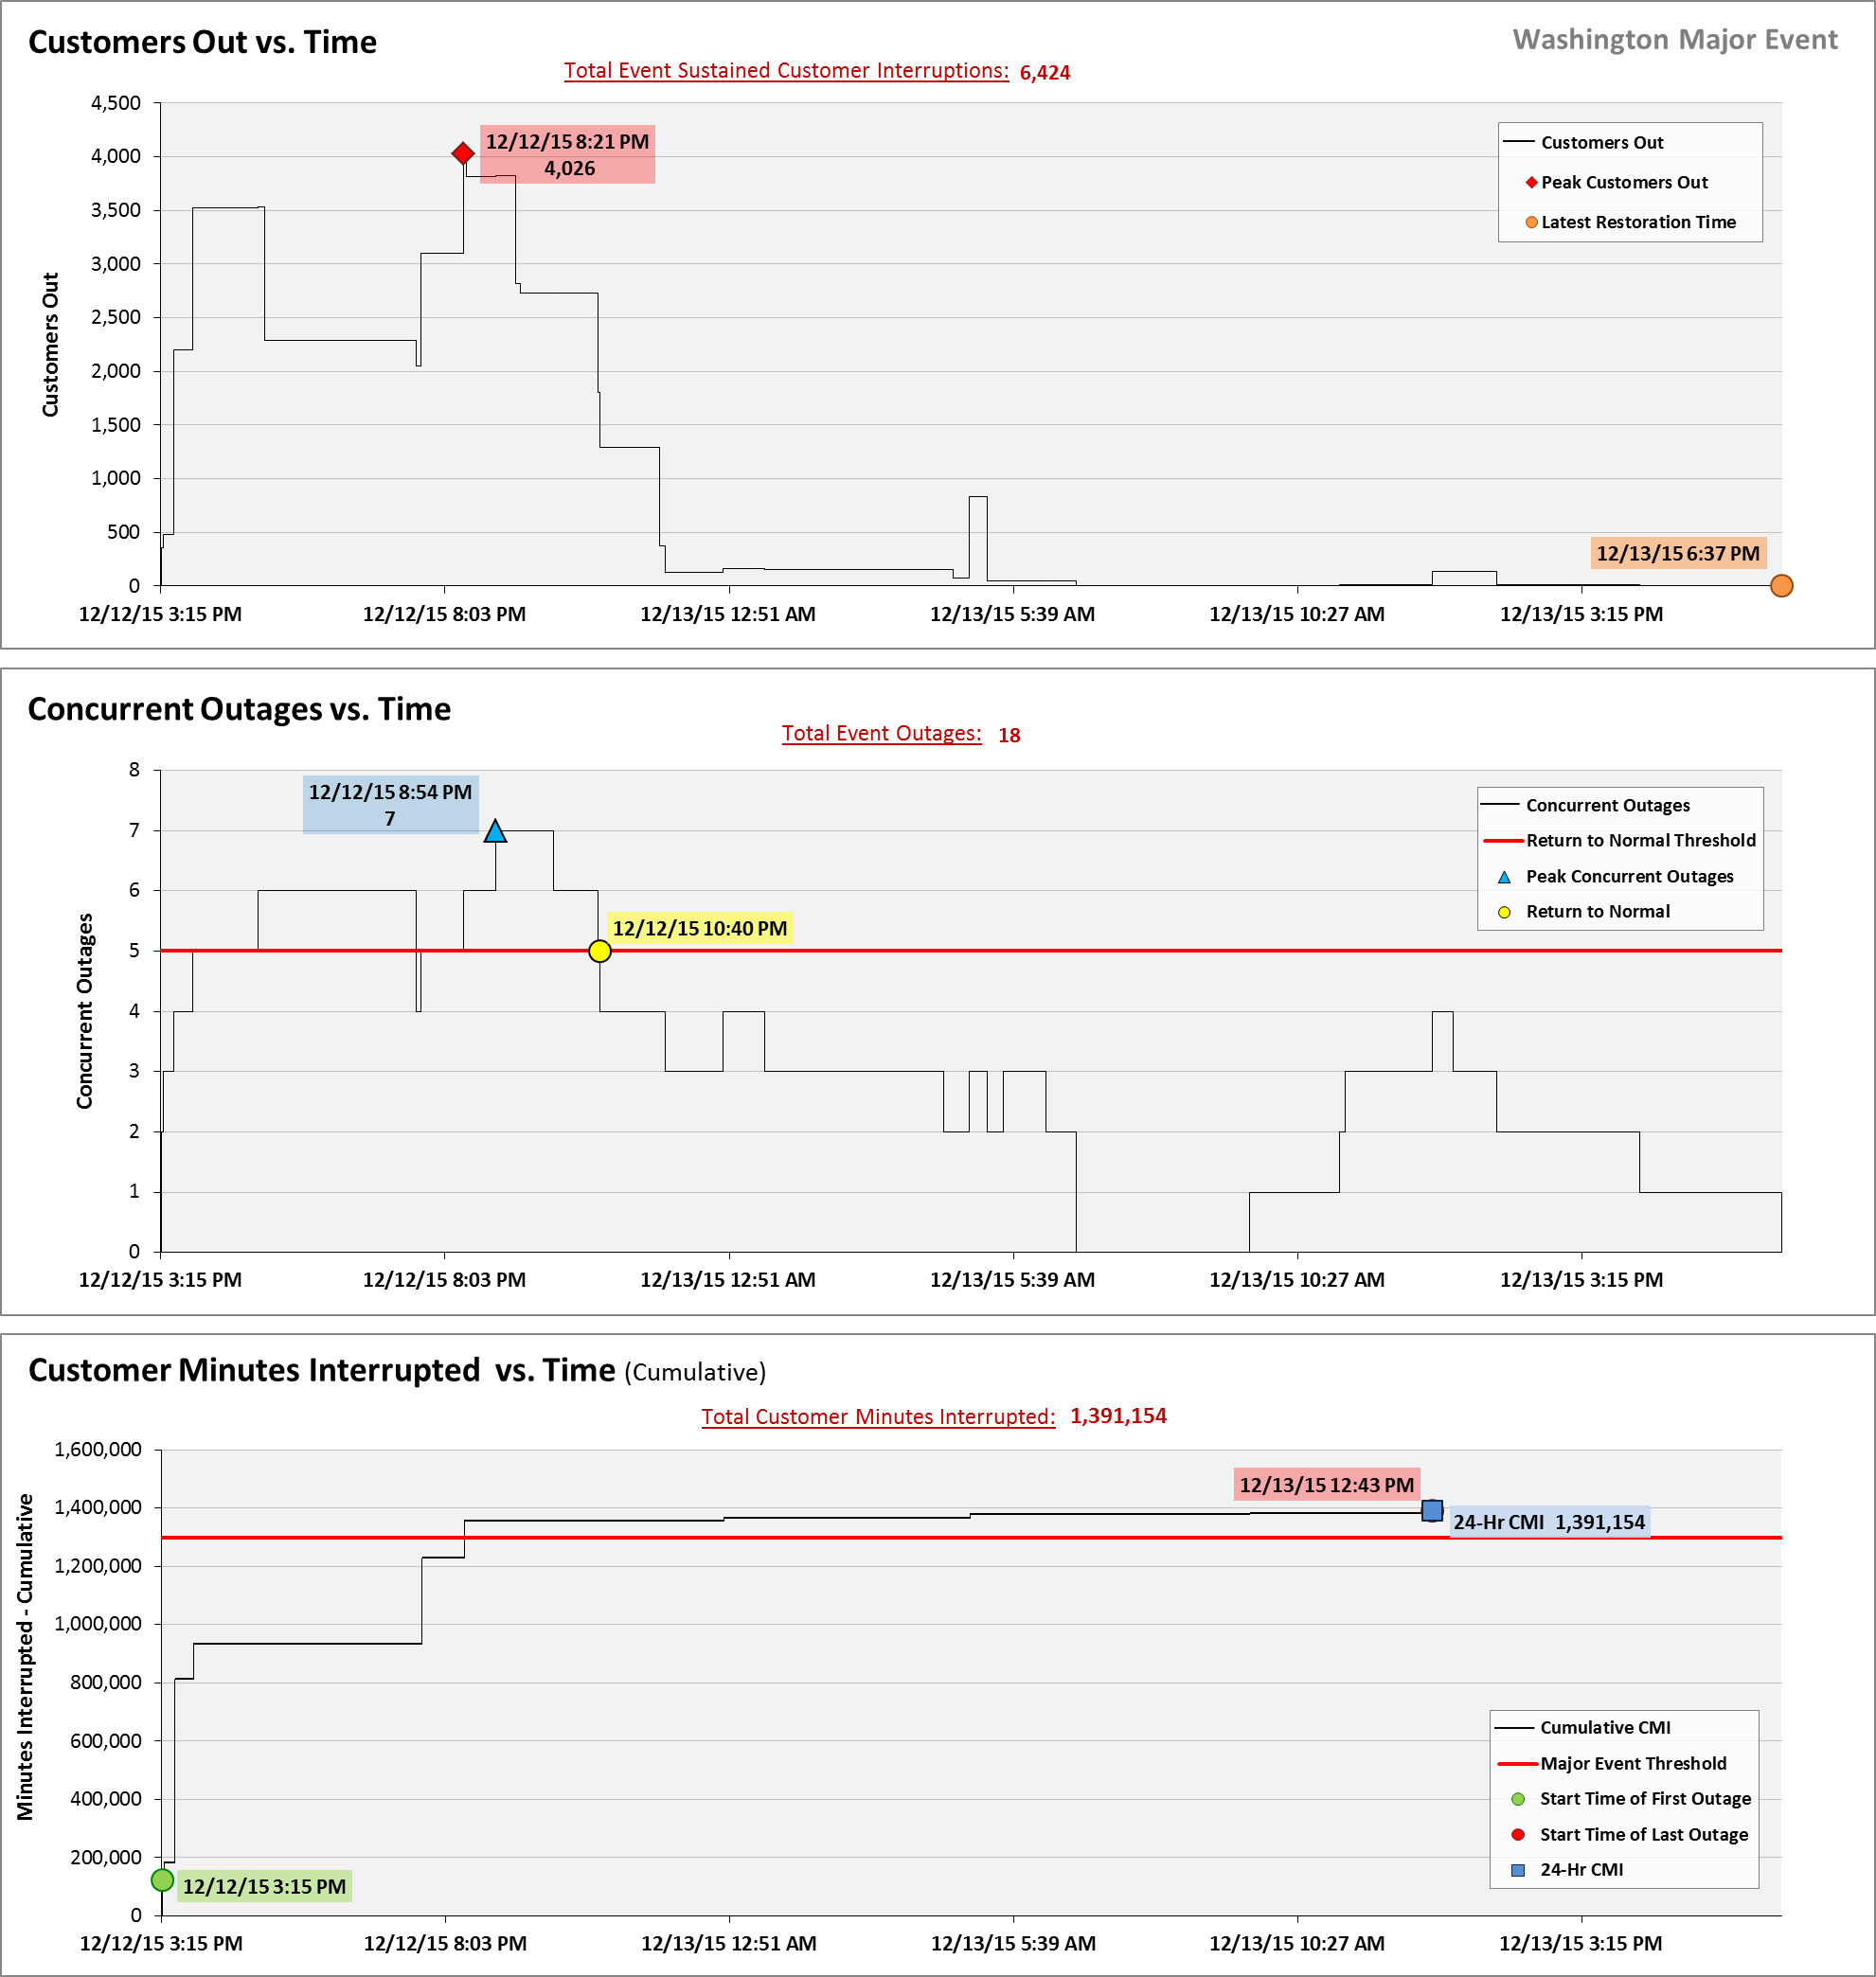 Customers Out vs. Time
Washington Major Event
Total Event Sustained Customer Interruptions: 6,424
4,500
4,000
3,500
3,000
2,500
2,000
1,500
1,000
500
0
Customers Out
12/12/15 8:21 PM
4,026
Customers Out
Peak Customers Out
Latest Restoration Time
12/13/15 6:37 PM
12/12/15 3:15 PM
12/12/15 8:03 PM
12/13/15 12:51 AM
12/13/15 5:39 AM
12/13/15 10:27 AM
12/13/15 3:15 PM
Concurrent Outages vs. Time
Total Event Outages: 18
8
7
6
5
4
3
2
1
0
Concurrent Outages
12/12/15 8:54 PM
7
12/12/15 10:40 PM
Concurrent Outages
Return to Normal Threshold
Peak Concurrent Outages
Return to Normal
12/12/15 3:15 PM
12/12/15 8:03 PM
12/13/15 12:51 AM
12/13/15 5:39 AM
12/13/15 10:27 AM
12/13/15 3:15 PM
Customer Minutes Interrupted vs. Time (Cumulative)
Total Customer Minutes Interrupted: 1,391,154
1,600,000
1,400,000
1,200,000
1,000,000
800,000
600,000
400,000
200,000
0
Minutes Interrupted - Cumulative
12/13/15 12:43 PM
24-Hr CMI 1,391,154
12/12/15 3:15 PM
Cumulative CMI
Major Event Threshold
Start Time of First Outage
Start Time of Last Outage
24-Hr CMI
12/12/15 3:15 PM
12/12/15 8:03 PM
12/13/15 12:51 AM
12/13/15 5:39 AM
12/13/15 10:27 AM
12/13/15 3:15 PM